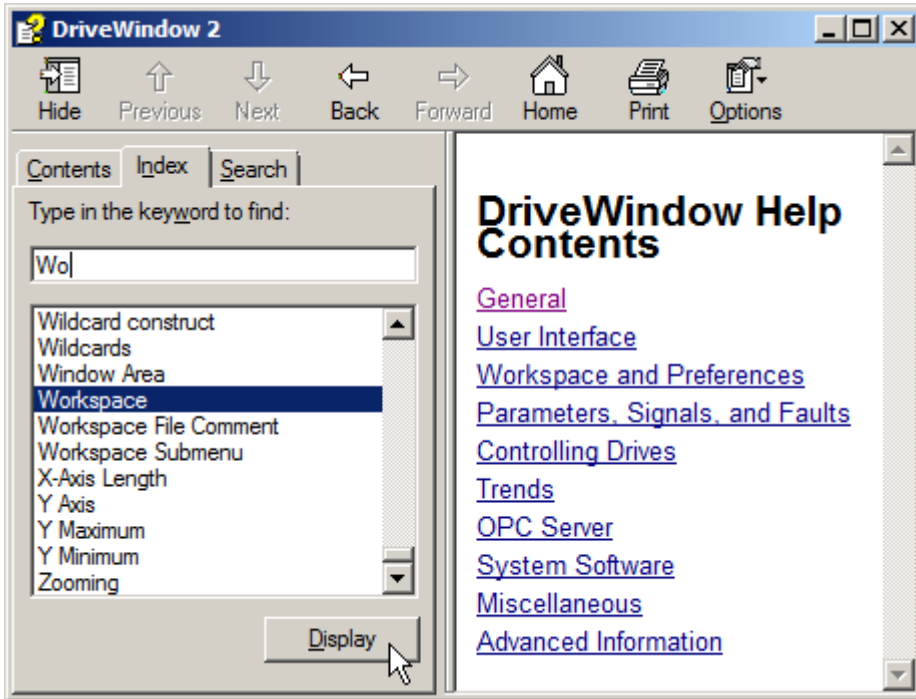 DriveWindow 2
Hide Previous Next Back Forward Home Print Options
Contents Index Search
Type in the keyword to find:
Wo
Wildcard construct
Wildcards
Window Area
Workspace
Workspace File Comment
Workspace Submenu
X-Axis Length
Y Axis
Y Maximum
Y Minimum
Zooming
Display
DriveWindow Help
Contents
General
User Interface
Workspace and Preferences
Parameters, Signals, and Faults
Controlling Drives
Trends
OPC Server
System Software
Miscellaneous
Advanced Information